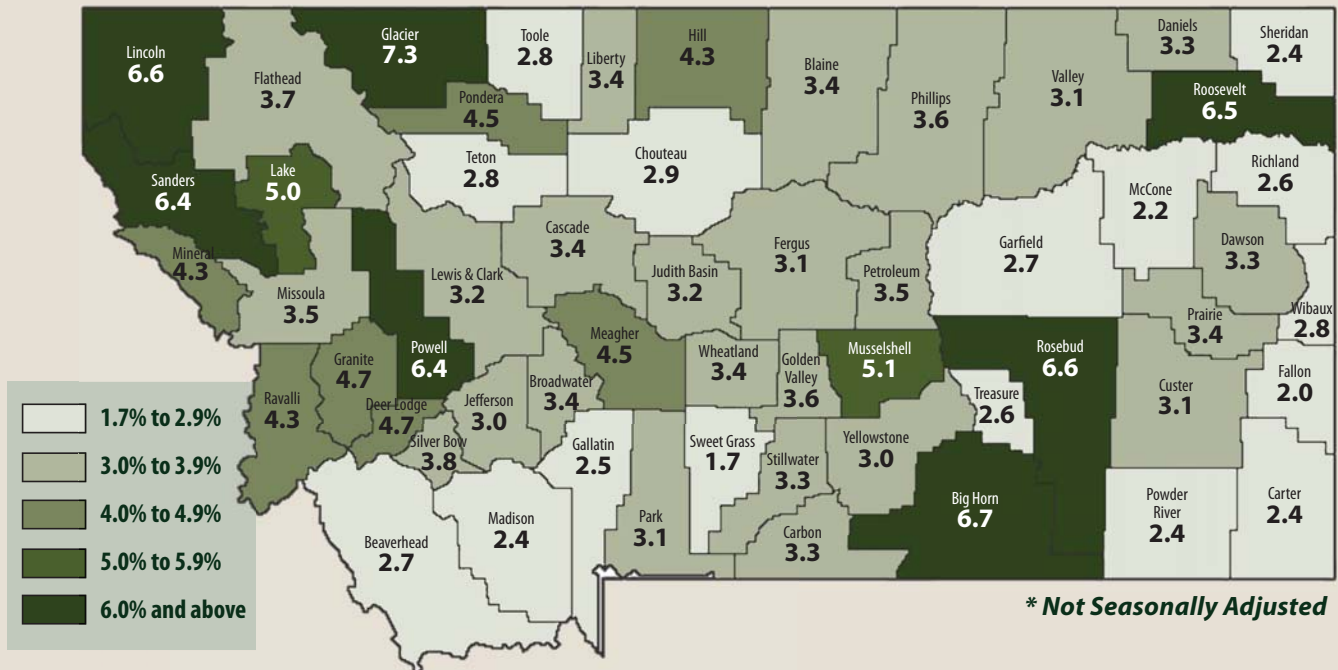 Lincoln
6.6
Flathead
3.7
Glacier
7.3
Toole
2.8
Liberty
3.4
Hill
4.3
Blaine
3.4
Phillips
3.6
Valley
3.1
Daniels
3.3
Sheridan
2.4
Roosevelt
6.5
Pondera
4.5
Teton
2.8
Chouteau
2.9
Richland
2.6
McCone
2.2
Sanders
6.4
Lake
5.0
Cascade
3.4
Fergus
3.1
Garfield
2.7
Dawson
3.3
Mineral
4.3
Missoula
3.5
Lewis & Clark
3.2
Judith Basin
3.2
Petroleum
3.5
Prairie
3.4
Wibaux
2.8
Powell
6.4
Granite
4.7
Meagher
4.5
Wheatland
3.4
Golden
Valley
3.6
Musselshell
5.1
Rosebud
6.6
Treasure
2.6
Custer
3.1
Fallon
2.0
Ravalli
4.3
Deer Lodge
4.7
Silver Bow
3.8
Jefferson
3.0
Broadwater
3.4
Gallatin
2.5
Sweet Grass
1.7
Stillwater
3.3
Yellowstone
3.0
Big Horn
6.7
Powder
River
2.4
Carter
2.4
Beaverhead
2.7
Madison
2.4
Park
3.1
Carbon
3.3
1.7% to 2.9%
3.0% to 3.9%
4.0% to 4.9%
5.0% to 5.9%
6.0% and above
* Not Seasonally Adjusted